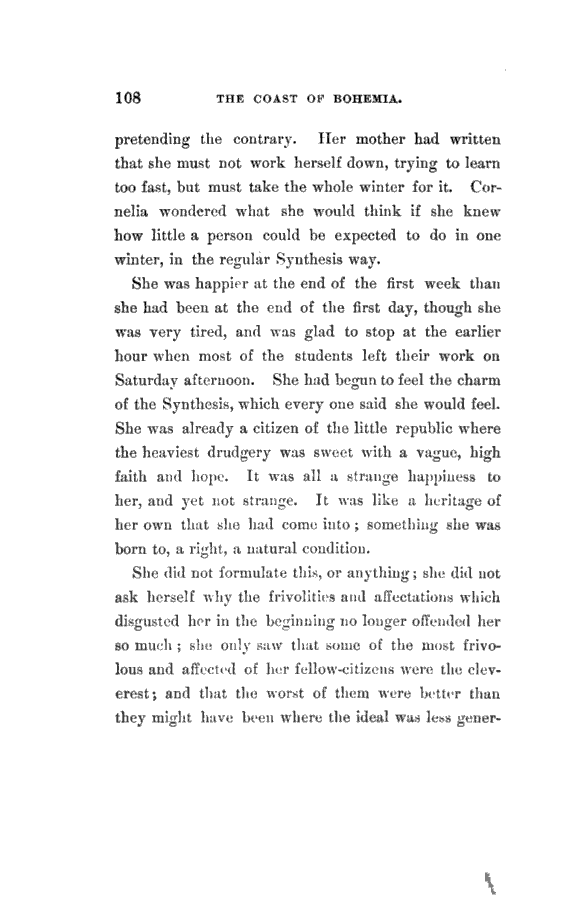 108 THE COAST OF BOHEMIA.
pretending the contrary. Her mother had written
that she must not work herself down, trying to learn
too fast, but must take the whole winter for it. Cor-
nelia wondered what she would think if she knew
how little a person could be expected to do in one
winter, in the regular Synthesis way.
She was happier at the end of the first week than
she had been at the end of the first day, though she
was very tired, and was glad to stop at the earlier
hour when most of the students left their work on
Saturday afternoon. She had begun to feel the charm
of the Synthesis, which every one said she would feel.
She was already a citizen of the little republic where
the heaviest drudgery was sweet with a vague, high
faith and hope. It was all a strange happiness to
her, and yet not strange. It was like a heritage of
her own that she had come into; something she was
born to, a right, a natural condition.
She did not formulate this, or anything; she did not
ask herself why the frivolities and affectations which
disgusted her in the beginning no longer offended her
so much; she only saw that some of the most frivo-
lous and affected of her fellow-citizens were the clev-
erest; and that the worst of them were better than
they might have been where the ideal was less gener-